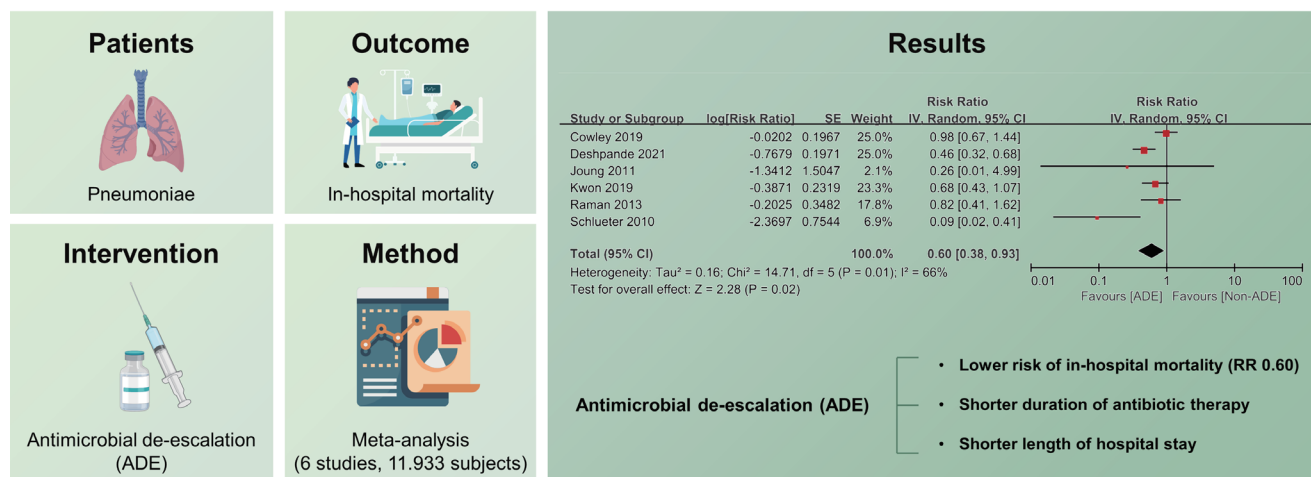 Patients
Pneumoniae
Outcome
In-hospital mortality
Intervention
Antimicrobial de-escalation
(ADE)
Method
Meta-analysis
(6 studies, 11.933 subjects)
Results
Risk Ratio Risk Ratio
Study or Subgroup log[Risk Ratio] SE Weight IV, Random, 95% CI IV, Random, 95% CI
Cowley 2019 -0.0202 0.1967 25.0% 0.98 [0.67, 1.44]
Deshpande 2021 -0.7679 0.1971 25.0% 0.46 [0.32, 0.68]
Joung 2011 -1.3412 1.5047 2.1% 0.26 [0.01, 4.99]
Kwon 2019 -0.3871 0.2319 23.3% 0.68 [0.43, 1.07]
Raman 2013 -0.2025 0.3482 17.8% 0.82 [0.41, 1.62]
Schlueter 2010 -2.3697 0.7544 6.9% 0.09 [0.02, 0.41]
Total (95% CI) 100.0% 0.60 [0.38, 0.93]
Heterogeneity: Tau² = 0.16; Chi² = 14.71, df = 5 (P = 0.01); I² = 66%
Test for overall effect: Z = 2.28 (P = 0.02)
0.01 0.1 1 10 100
Favours [ADE] Favours [Non-ADE]
Antimicrobial de-escalation (ADE)
• Lower risk of in-hospital mortality (RR 0.60)
• Shorter duration of antibiotic therapy
• Shorter length of hospital stay